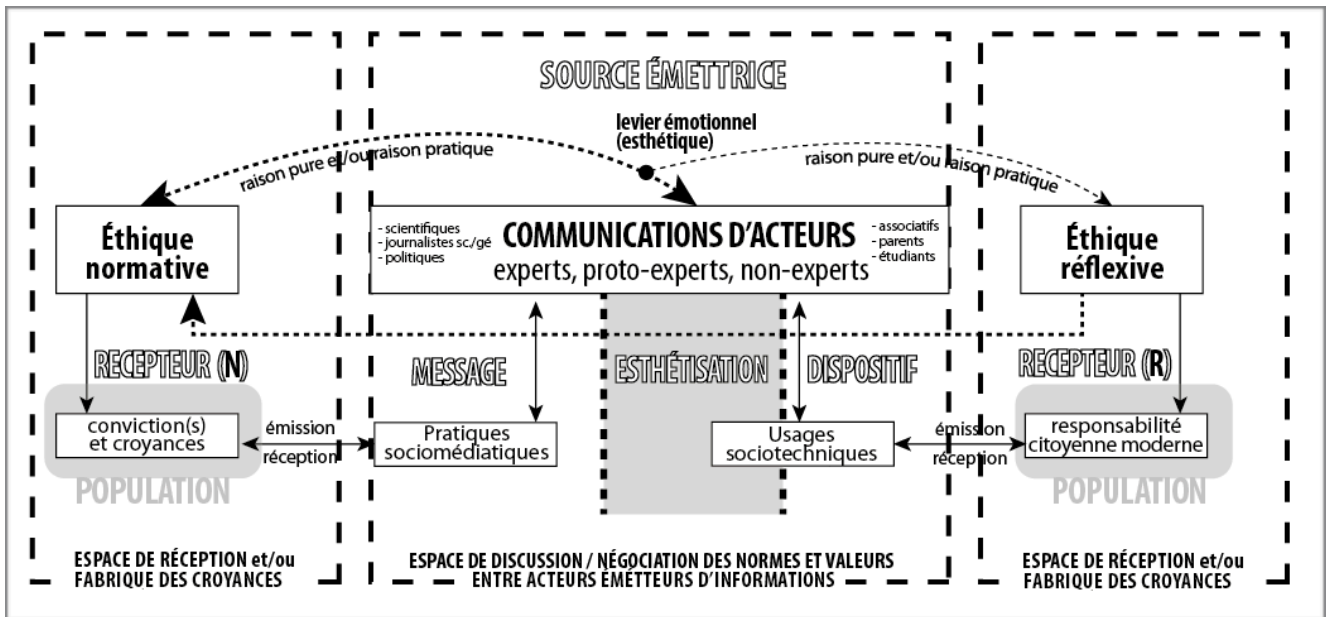 SOURCE ÉMETTRICE
levier émotionnel
(esthétique)
raison pure et/ou raison pratique
raison pure et/ou raison pratique
Éthique
normative
- scientifiques
- journalistes sc./gé
- politiques
COMMUNICATIONS D'ACTEURS
experts, proto-experts, non-experts
- associatifs
- parents
- étudiants
Éthique
réflexive
RECEPTEUR (N)
MESSAGE
ESTHÉTISATION
DISPOSITIF
RECEPTEUR (R)
conviction(s)
et croyances
émission
réception
Pratiques
sociomédiatiques
Usages
sociotechniques
émission
réception
responsabilité
citoyenne moderne
POPULATION
POPULATION
ESPACE DE RÉCEPTION et/ou
FABRIQUE DES CROYANCES
ESPACE DE DISCUSSION / NÉGOCIATION DES NORMES ET VALEURS
ENTRE ACTEURS ÉMETTEURS D'INFORMATIONS
ESPACE DE RÉCEPTION et/ou
FABRIQUE DES CROYANCES